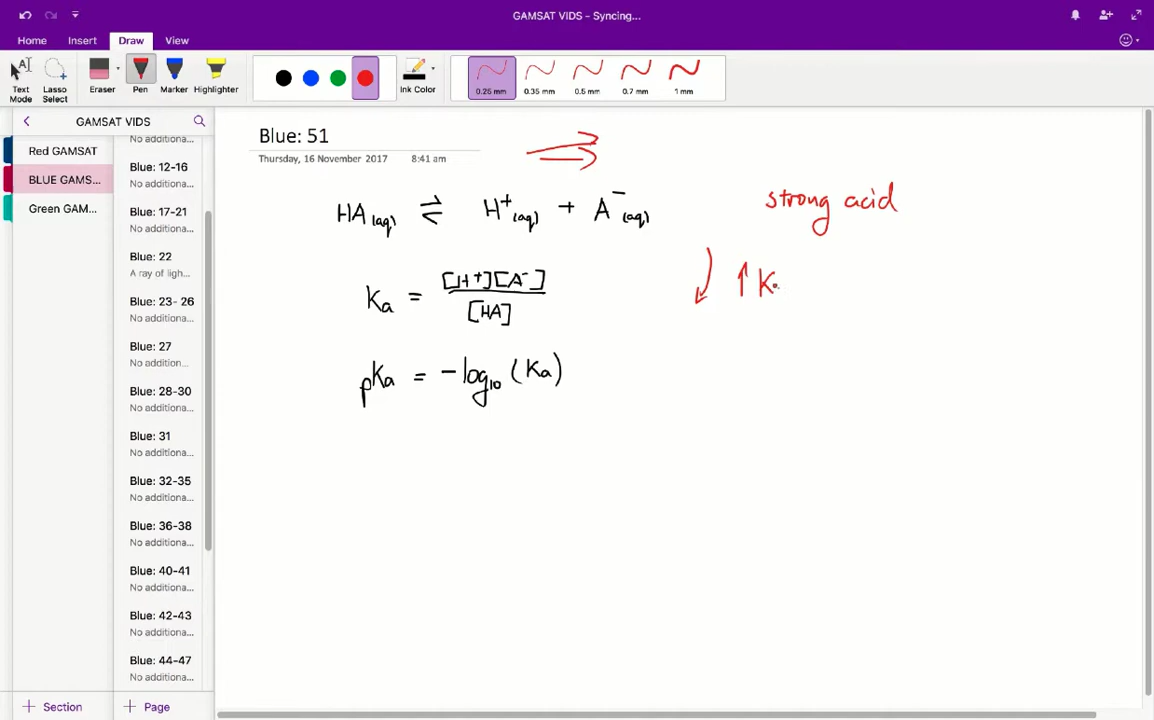 GAMSAT VIDS - Syncing...
Home Insert Draw View
Text Mode
Lasso Select
Eraser
Pen
Marker
Highlighter
Ink Color
0.25 mm
0.35 mm
0.5 mm
0.7 mm
1 mm
GAMSAT VIDS
Red GAMSAT
BLUE GAMS...
Green GAM...
No additiona...
Blue: 12-16
No additiona...
Blue: 17-21
No additiona...
Blue: 22
A ray of ligh...
Blue: 23- 26
No additiona...
Blue: 27
No addition...
Blue: 28-30
No additiona...
Blue: 31
No additiona...
Blue: 32-35
No additiona...
Blue: 36-38
No additiona...
Blue: 40-41
No additiona...
Blue: 42-43
No additiona...
Blue: 44-47
No additiona...
+ Section
+ Page
Blue: 51
Thursday, 16 November 2017 8:41 am
HA(aq) ⇌ H⁺(aq) + A⁻(aq)
strong acid
Ka = [H⁺][A⁻] / [HA]
↑ K
pKa = -log₁₀ (Ka)